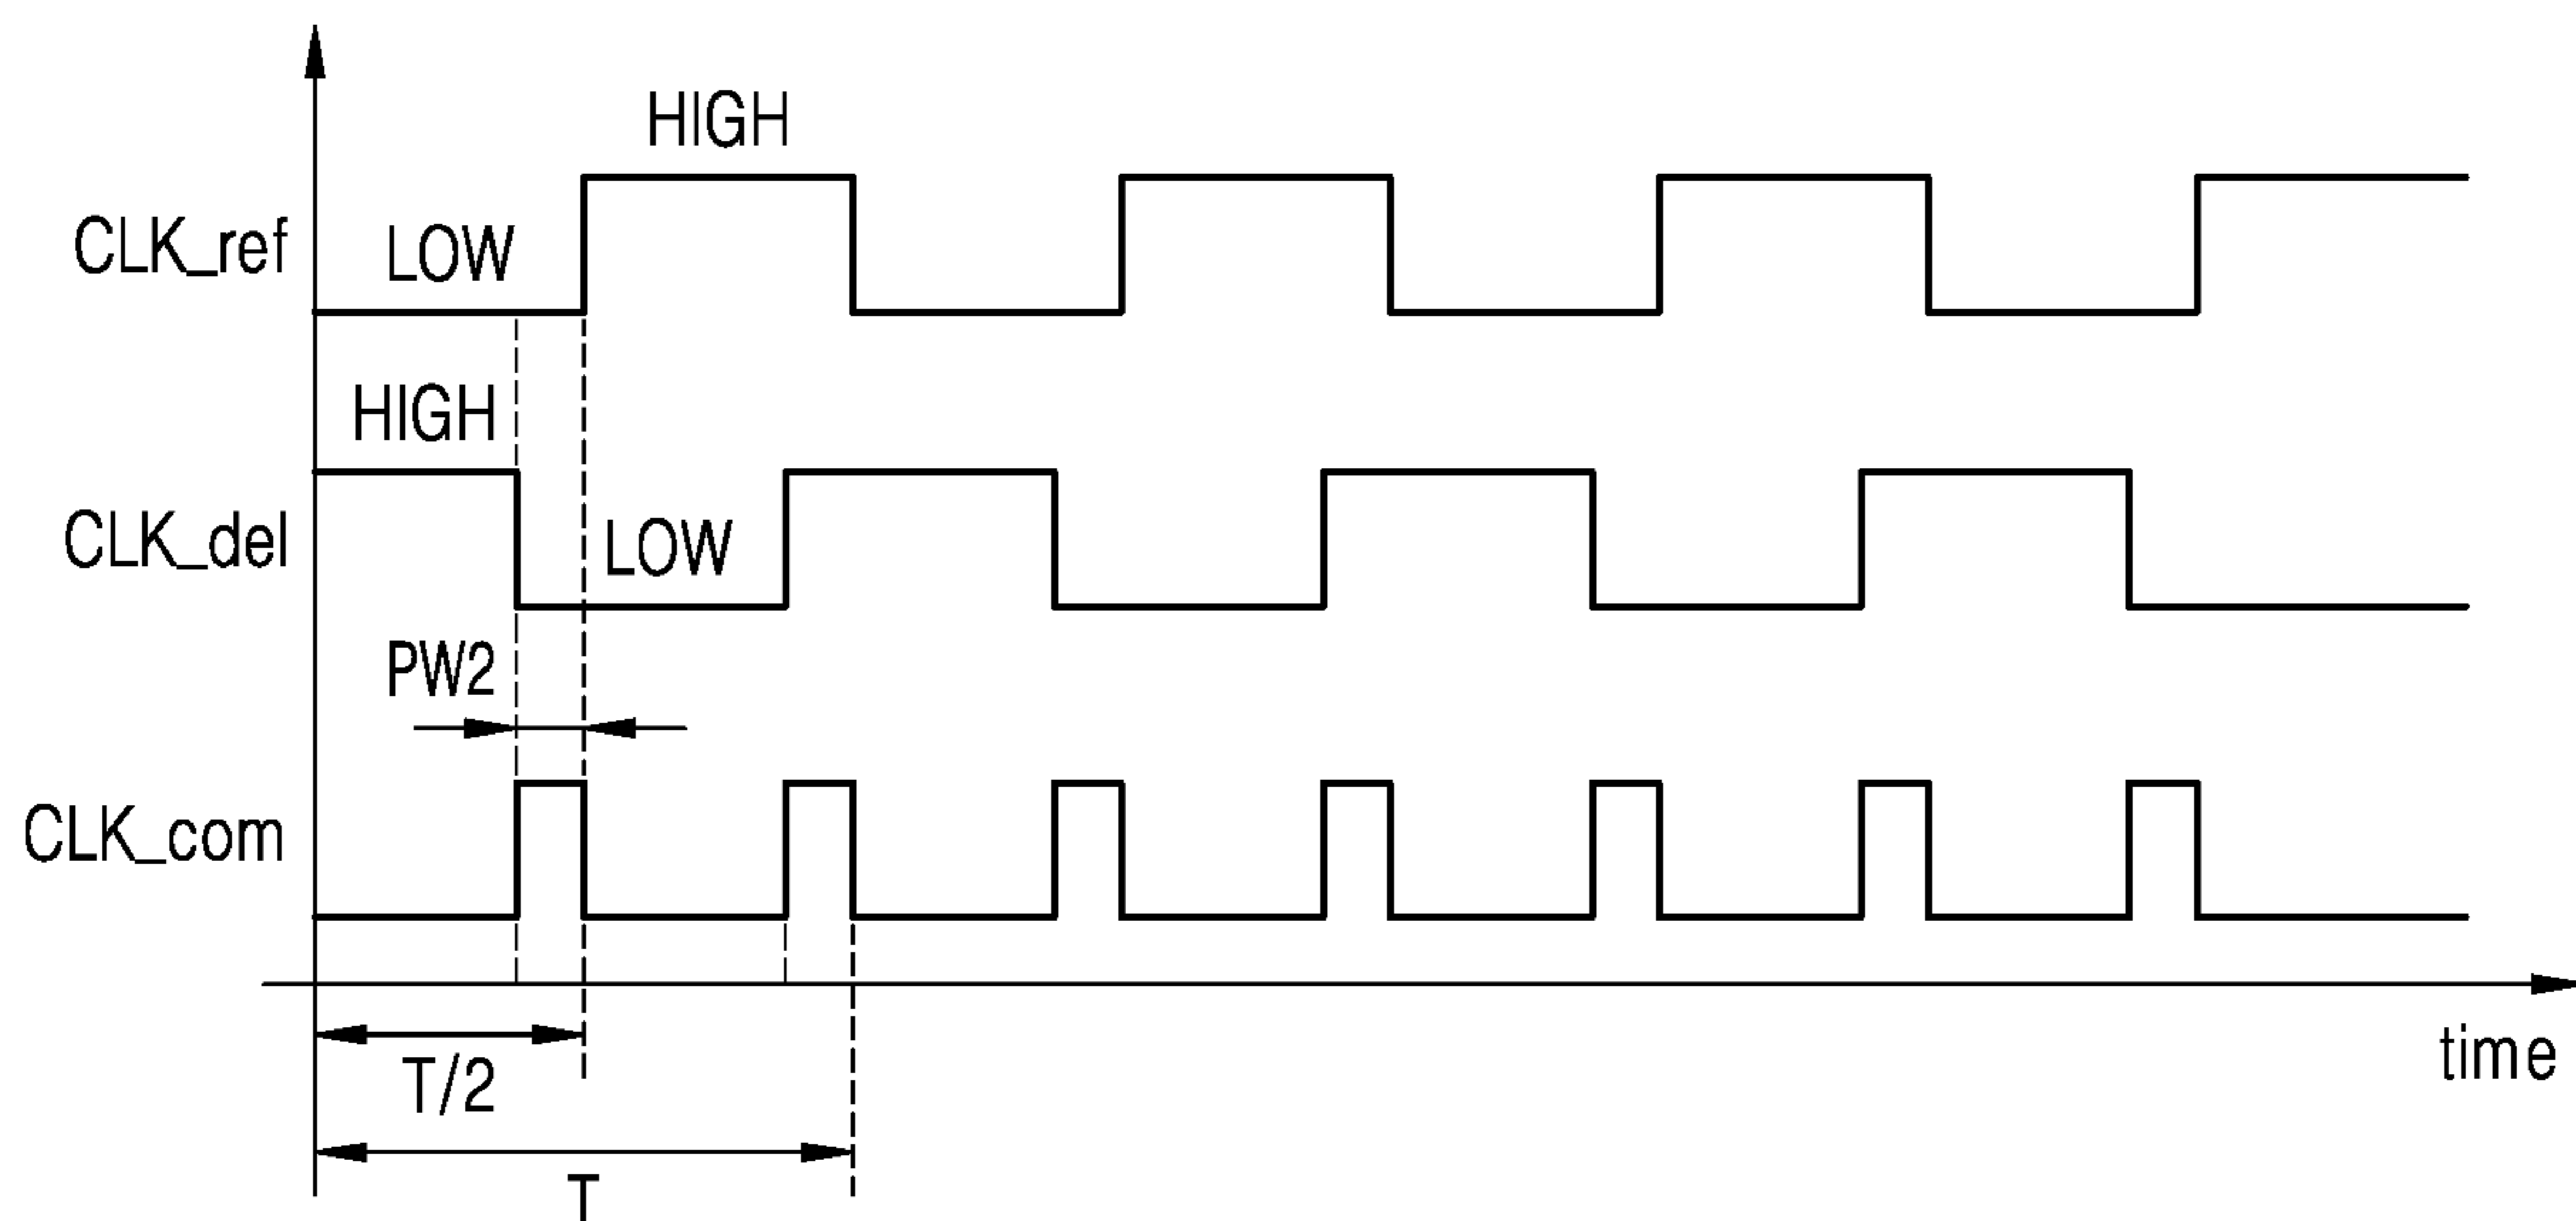 HIGH
CLK_ref
LOW
HIGH
CLK_del
LOW
PW2
CLK_com
time
T/2
T